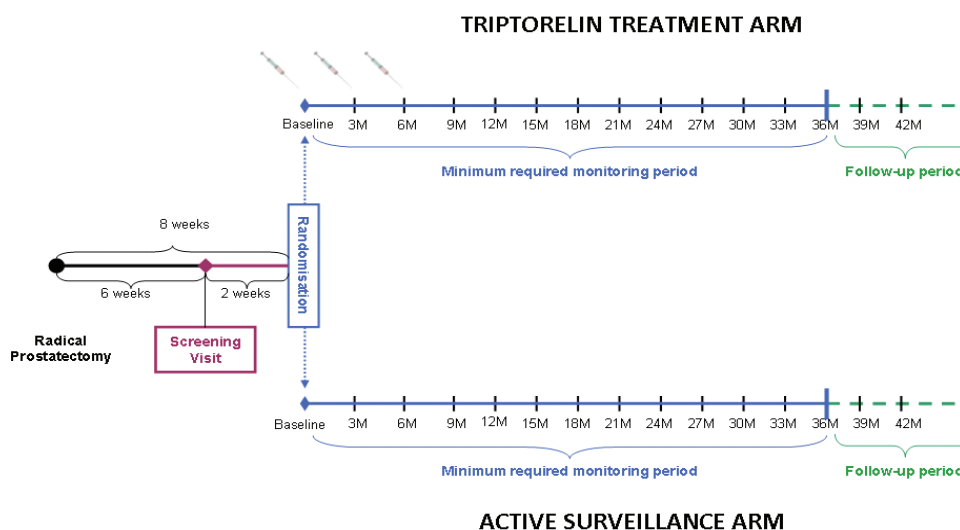 TRIPTORELIN TREATMENT ARM
Baseline 3M 6M 9M 12M 15M 18M 21M 24M 27M 30M 33M 36M 39M 42M
Minimum required monitoring period Follow-up period
8 weeks
Randomisation
6 weeks 2 weeks
Radical
Prostatectomy
Screening
Visit
Baseline 3M 6M 9M 12M 15M 18M 21M 24M 27M 30M 33M 36M 39M 42M
Minimum required monitoring period Follow-up period
ACTIVE SURVEILLANCE ARM